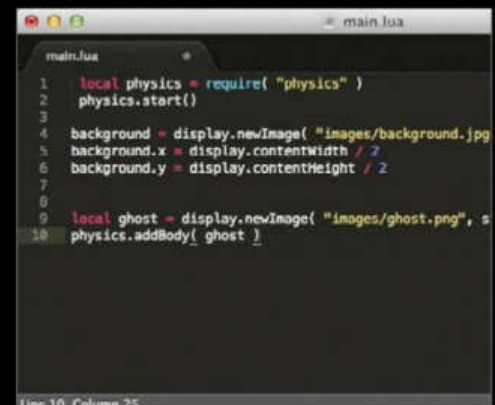 main.lua
main.lua
1 local physics = require( "physics" )
2 physics.start()
3
4 background = display.newImage( "images/background.jpg
5 background.x = display.contentWidth / 2
6 background.y = display.contentHeight / 2
7
8
9 local ghost = display.newImage( "images/ghost.png", s
10 physics.addBody( ghost )
Line 10, Column 25